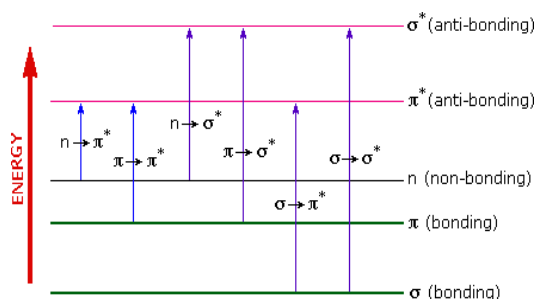 σ* (anti-bonding)
π* (anti-bonding)
n→σ*
n→π*
π→π*
π→σ*
σ→σ*
n (non-bonding)
σ→π*
π (bonding)
σ (bonding)
ENERGY